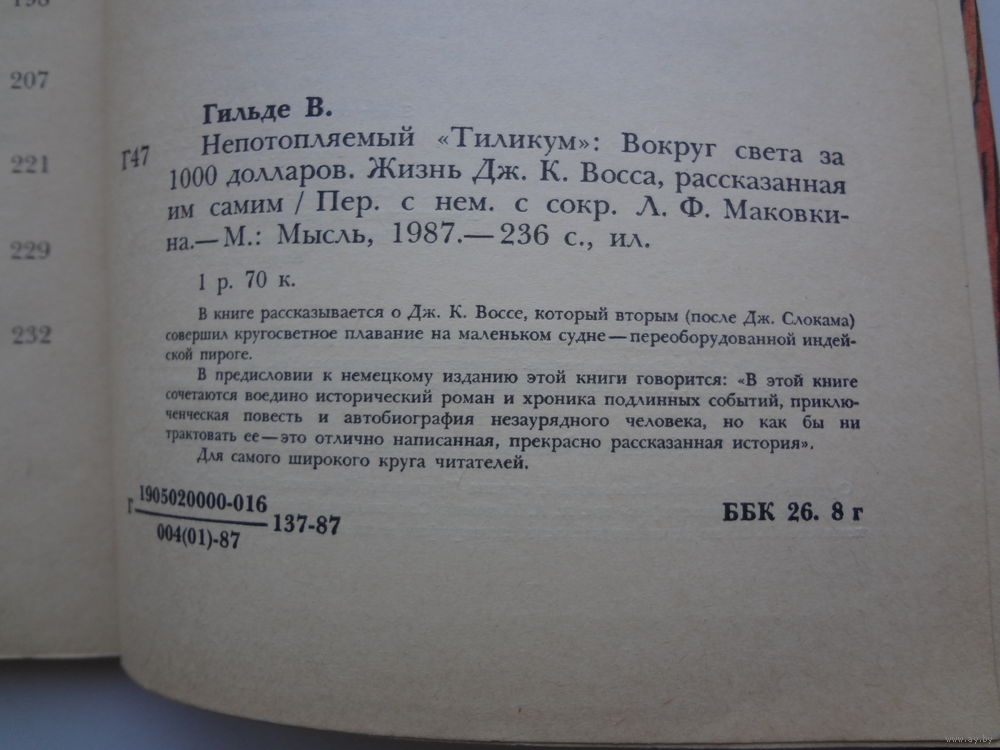 198
207
221
229
232
Гильде В.
Г47
Непотопляемый «Тиликум»: Вокруг света за
1000 долларов. Жизнь Дж. К. Восса, рассказанная
им самим / Пер. с нем. с сокр. Л. Ф. Маковки-
на.— М.: Мысль, 1987.— 236 с., ил.
1 р. 70 к.
В книге рассказывается о Дж. К. Воссе, который вторым (после Дж. Слокама)
совершил кругосветное плавание на маленьком судне — переоборудованной индей-
ской пироге.
В предисловии к немецкому изданию этой книги говорится: «В этой книге
сочетаются воедино исторический роман и хроника подлинных событий, приклю-
ченческая повесть и автобиография незаурядного человека, но как бы ни
трактовать ее — это отлично написанная, прекрасно рассказанная история».
Для самого широкого круга читателей.
Г 1905020000-016
004(01)-87
137-87
ББК 26. 8 г
www.ay.by